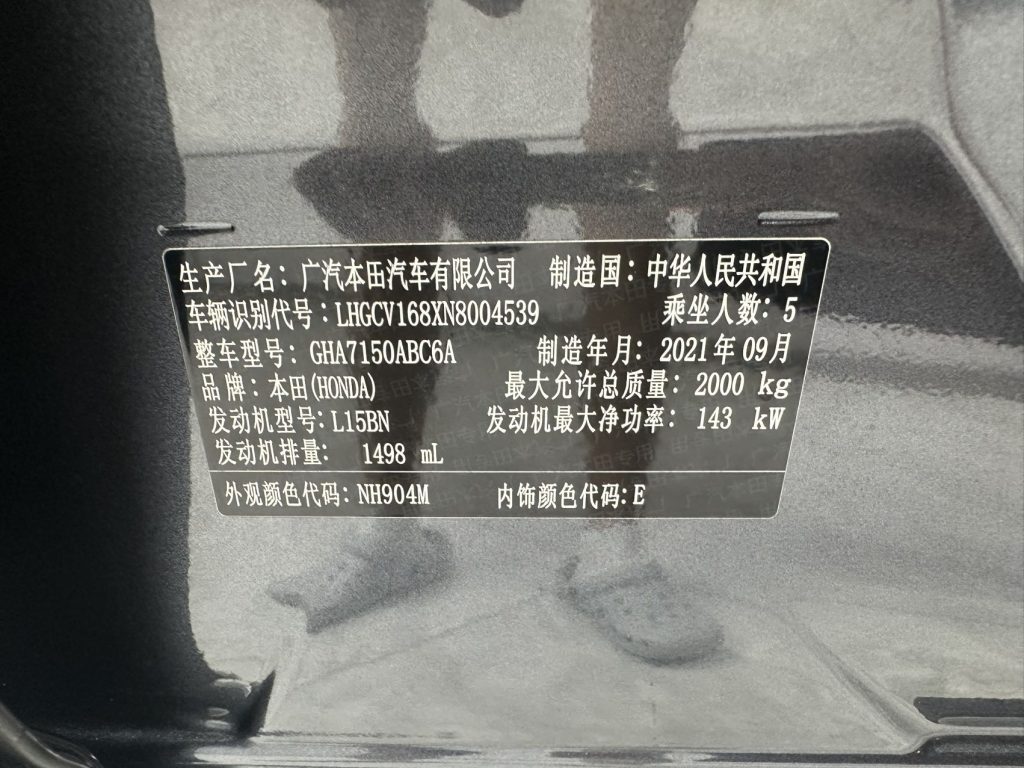 生产厂名：广汽本田汽车有限公司 制造国：中华人民共和国
车辆识别代号：LHGCV168XN8004539 乘坐人数：5
整车型号：GHA7150ABC6A 制造年月：2021年09月
品牌：本田(HONDA) 最大允许总质量：2000 kg
发动机型号：L15BN 发动机最大净功率：143 kW
发动机排量：1498 mL
外观颜色代码：NH904M 内饰颜色代码：E